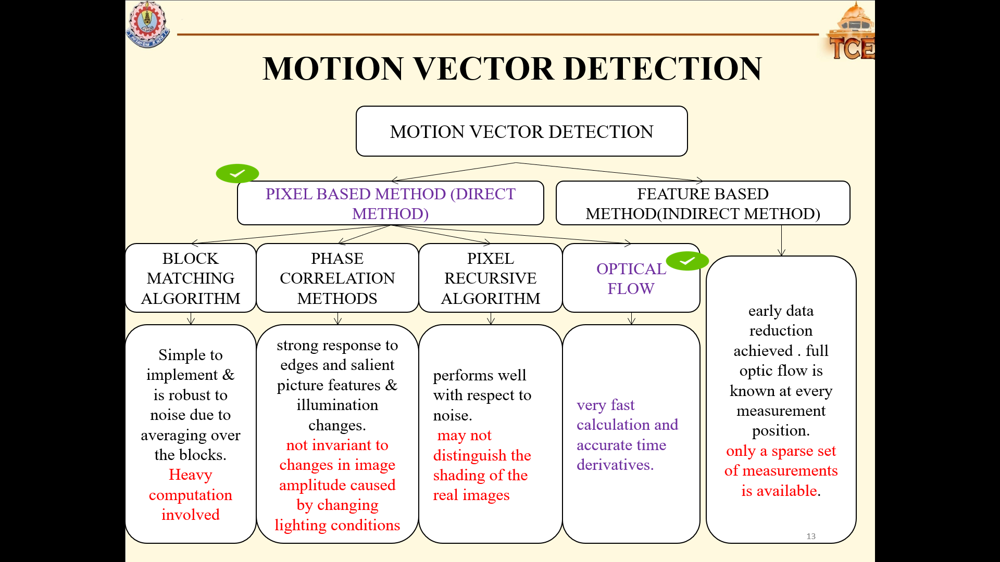 TCE
MOTION VECTOR DETECTION
MOTION VECTOR DETECTION
PIXEL BASED METHOD (DIRECT
METHOD)
FEATURE BASED
METHOD(INDIRECT METHOD)
BLOCK
MATCHING
ALGORITHM
PHASE
CORRELATION
METHODS
PIXEL
RECURSIVE
ALGORITHM
OPTICAL
FLOW
Simple to
implement &
is robust to
noise due to
averaging over
the blocks.
Heavy
computation
involved
strong response to
edges and salient
picture features &
illumination
changes.
not invariant to
changes in image
amplitude caused
by changing
lighting conditions
performs well
with respect to
noise.
may not
distinguish the
shading of the
real images
very fast
calculation and
accurate time
derivatives.
early data
reduction
achieved . full
optic flow is
known at every
measurement
position.
only a sparse set
of measurements
is available.
13